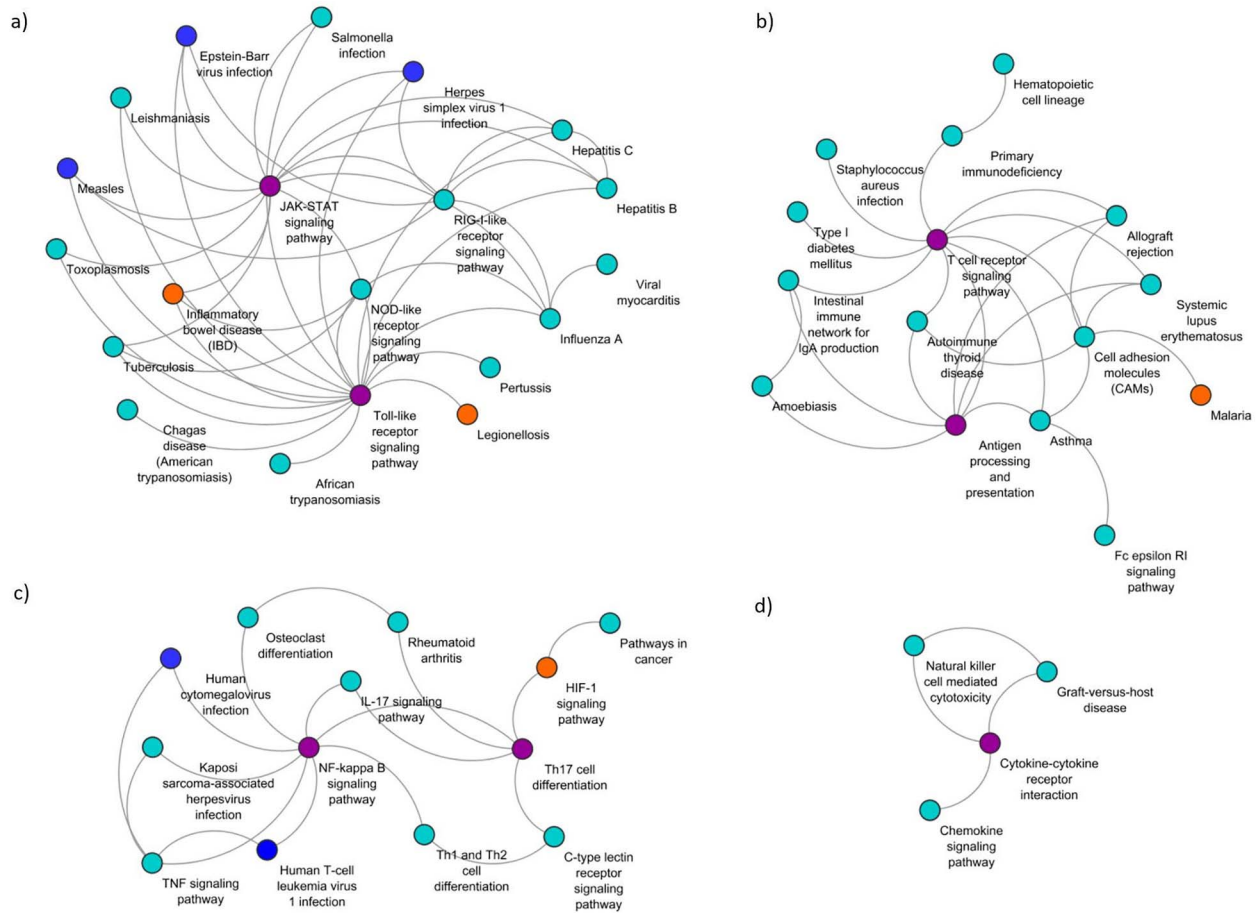 a)
Salmonella
infection
Epstein-Barr
virus infection
Herpes
simplex virus 1
infection
Leishmaniasis
Hepatitis C
Measles
Hepatitis B
JAK-STAT
signaling
pathway
RIG-I-like
receptor
signaling
pathway
Toxoplasmosis
Viral
myocarditis
Inflammatory
bowel disease
(IBD)
NOD-like
receptor
signaling
pathway
Influenza A
Tuberculosis
Pertussis
Toll-like
receptor
signaling
pathway
Legionellosis
Chagas
disease
(American
trypanosomiasis)
African
trypanosomiasis
b)
Hematopoietic
cell lineage
Primary
immunodeficiency
Staphylococcus
aureus
infection
Type I
diabetes
mellitus
T cell receptor
signaling
pathway
Allograft
rejection
Intestinal
immune
network for
IgA production
Systemic
lupus
erythematosus
Autoimmune
thyroid
disease
Cell adhesion
molecules
(CAMs)
Amoebiasis
Malaria
Antigen
processing
and
presentation
Asthma
Fc epsilon RI
signaling
pathway
c)
Osteoclast
differentiation
Rheumatoid
arthritis
Pathways in
cancer
Human
cytomegalovirus
infection
IL-17 signaling
pathway
HIF-1
signaling
pathway
Kaposi
sarcoma-associated
herpesvirus
infection
NF-kappa B
signaling
pathway
Th17 cell
differentiation
TNF signaling
pathway
Human T-cell
leukemia virus
1 infection
Th1 and Th2
cell
differentiation
C-type lectin
receptor
signaling
pathway
d)
Natural killer
cell mediated
cytotoxicity
Graft-versus-host
disease
Cytokine-cytokine
receptor
interaction
Chemokine
signaling
pathway